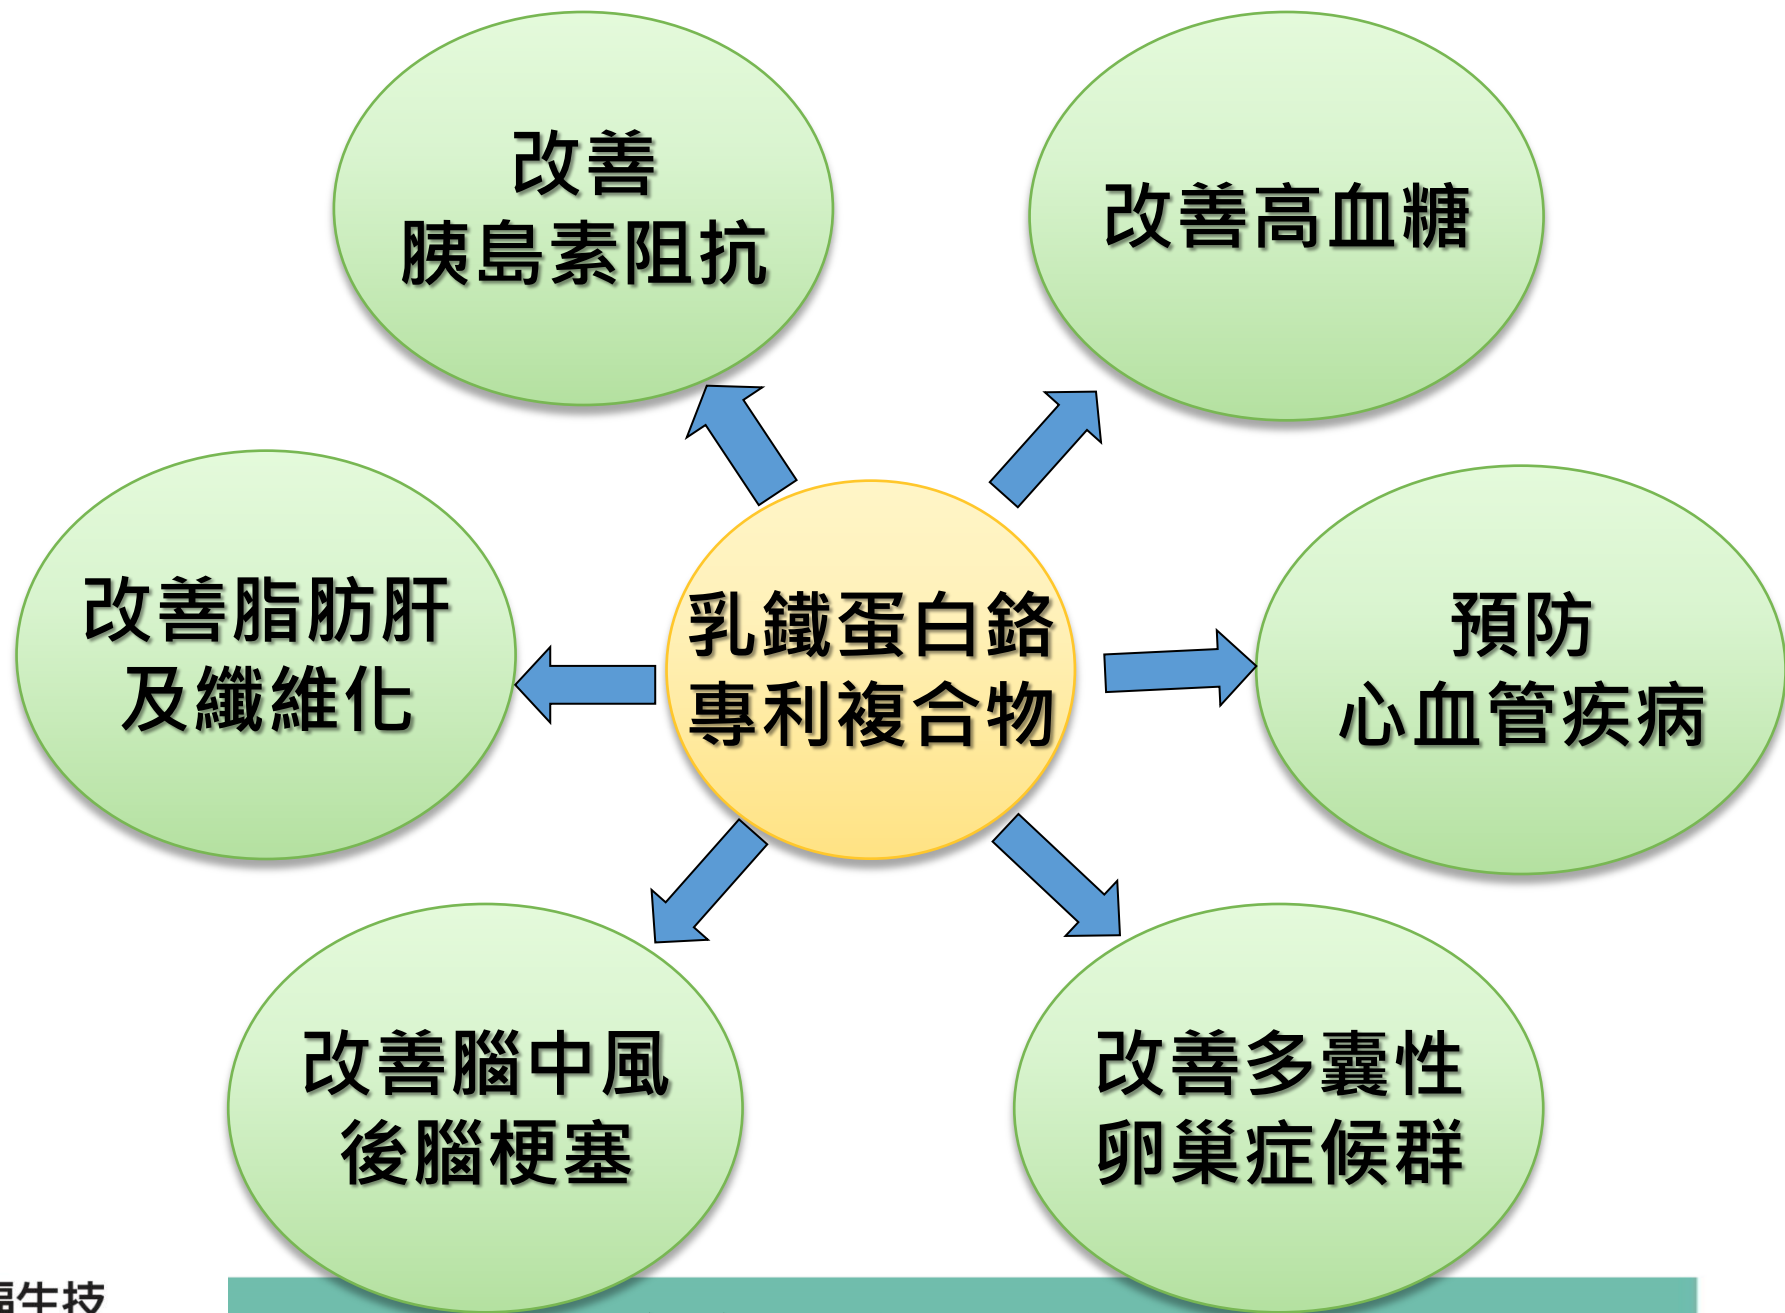 改善
胰島素阻抗
改善高血糖
改善脂肪肝
及纖維化
乳鐵蛋白鉻
專利複合物
預防
心血管疾病
改善腦中風
後腦梗塞
改善多囊性
卵巢症候群
生技